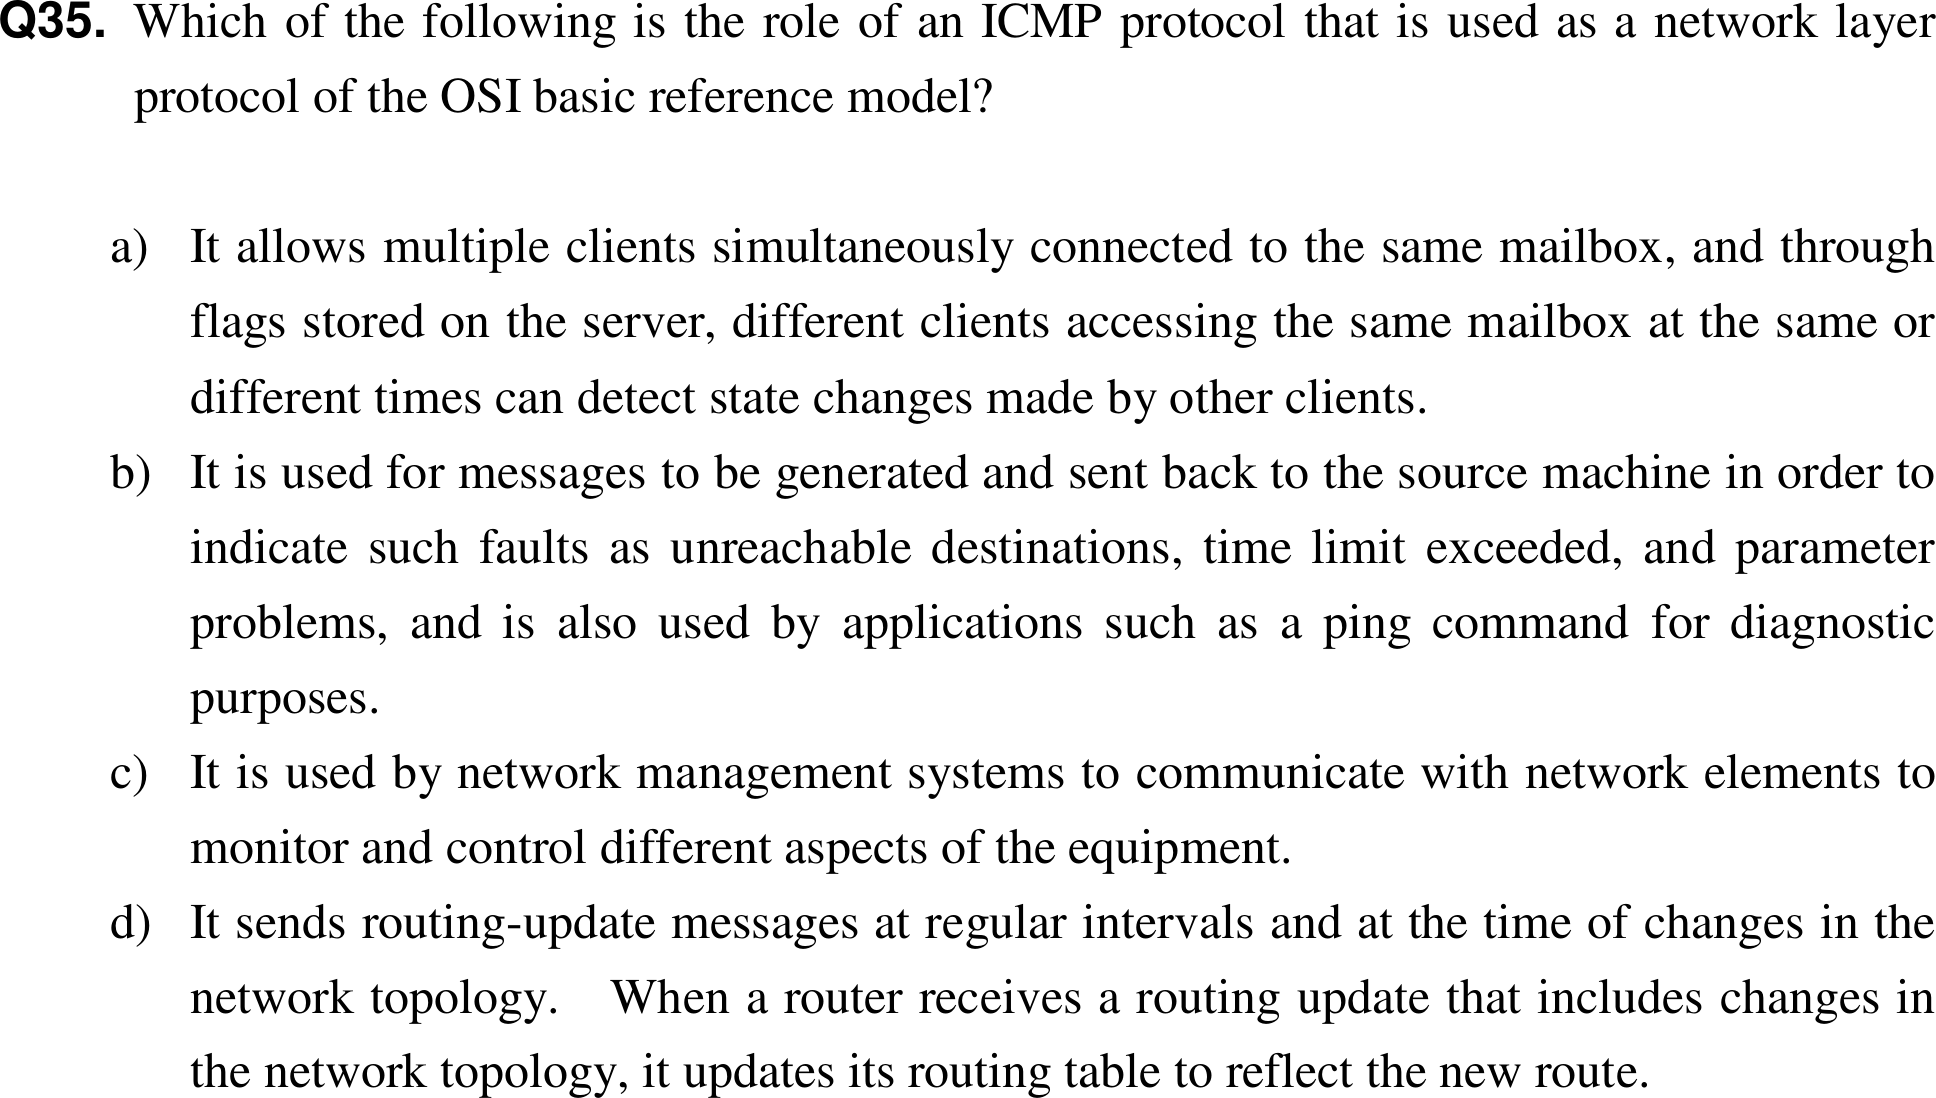 Q35. Which of the following is the role of an ICMP protocol that is used as a network layer
protocol of the OSI basic reference model?
a) It allows multiple clients simultaneously connected to the same mailbox, and through
flags stored on the server, different clients accessing the same mailbox at the same or
different times can detect state changes made by other clients.
b) It is used for messages to be generated and sent back to the source machine in order to
indicate such faults as unreachable destinations, time limit exceeded, and parameter
problems, and is also used by applications such as a ping command for diagnostic
purposes.
c) It is used by network management systems to communicate with network elements to
monitor and control different aspects of the equipment.
d) It sends routing-update messages at regular intervals and at the time of changes in the
network topology. When a router receives a routing update that includes changes in
the network topology, it updates its routing table to reflect the new route.